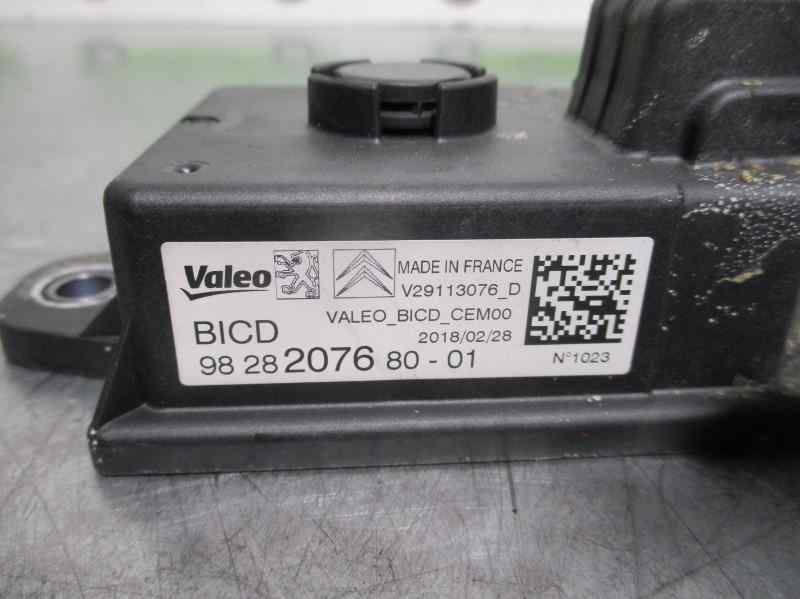 Valeo
MADE IN FRANCE
V29113076_D
VALEO_BICD_CEM00
BICD
2018/02/28
98 28 2076 80-01
N°1023